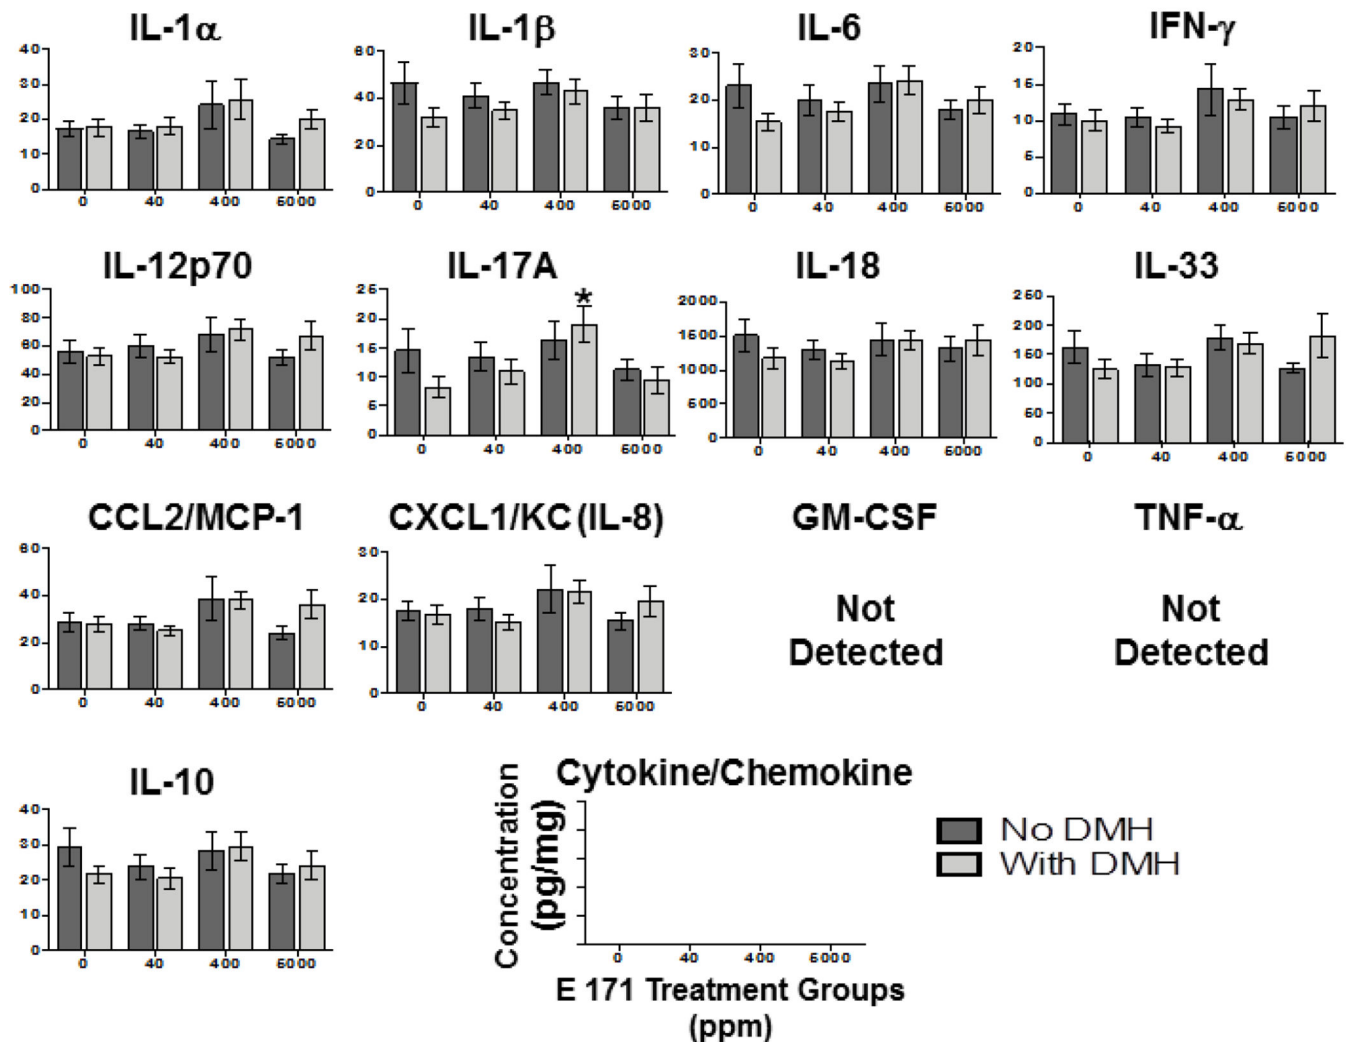 IL-1α
IL-1β
IL-6
IFN-γ
40
30
20
10
0
0 40 400 5000
60
40
20
0
0 40 400 5000
30
20
10
0
0 40 400 5000
20
15
10
5
0
0 40 400 5000
IL-12p70
IL-17A
IL-18
IL-33
100
80
60
40
20
0
0 40 400 5000
25
20
15
10
5
0
*
0 40 400 5000
2000
1500
1000
500
0
0 40 400 5000
250
200
150
100
50
0
0 40 400 5000
CCL2/MCP-1
CXCL1/KC (IL-8)
GM-CSF
TNF-α
60
40
20
0
0 40 400 5000
30
20
10
0
0 40 400 5000
Not
Detected
Not
Detected
IL-10
40
30
20
10
0
0 40 400 5000
Cytokine/Chemokine
Concentration
(pg/mg)
0 40 400 5000
E 171 Treatment Groups
(ppm)
No DMH
With DMH